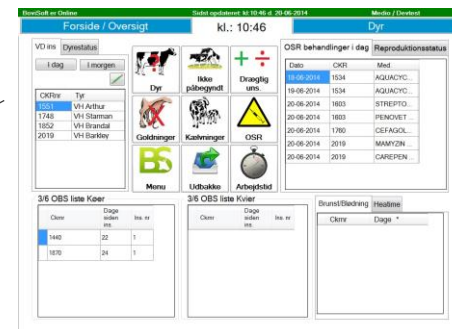 BoviSoft er Online Sidst opdateret: kl:10:46 d. 20-06-2014 Medio / Devtest
Forside / Oversigt kl.: 10:46 Dyr
VD ins Dyrestatus
I dag I morgen
CKRnr Tyr
1551 VH Arthur
1748 VH Starman
1852 VH Brandal
2019 VH Barkley
Dyr
Ikke påbegyndt
Drægtig uns.
Goldninger
Kælvninger
OSR
BS
Menu
Udbakke
Arbejdstid
OSR behandlinger i dag Reproduktionsstatus
Dato CKR Med.
19-06-2014 1534 AQUACYC...
19-06-2014 1534 AQUACYC...
20-06-2014 1603 STREPTO...
20-06-2014 1603 PENOVET ...
20-06-2014 1760 CEFAGOL...
20-06-2014 2019 MAMYZIN ...
20-06-2014 2019 CAREPEN ...
3/6 OBS liste Køer
Ckrnr Dage siden ins. Ins. nr
1440 22 1
1870 24 1
3/6 OBS liste Kvier
Ckrnr Dage siden ins. Ins. nr
Brunst/Blødning Heatime
Ckrnr Dage